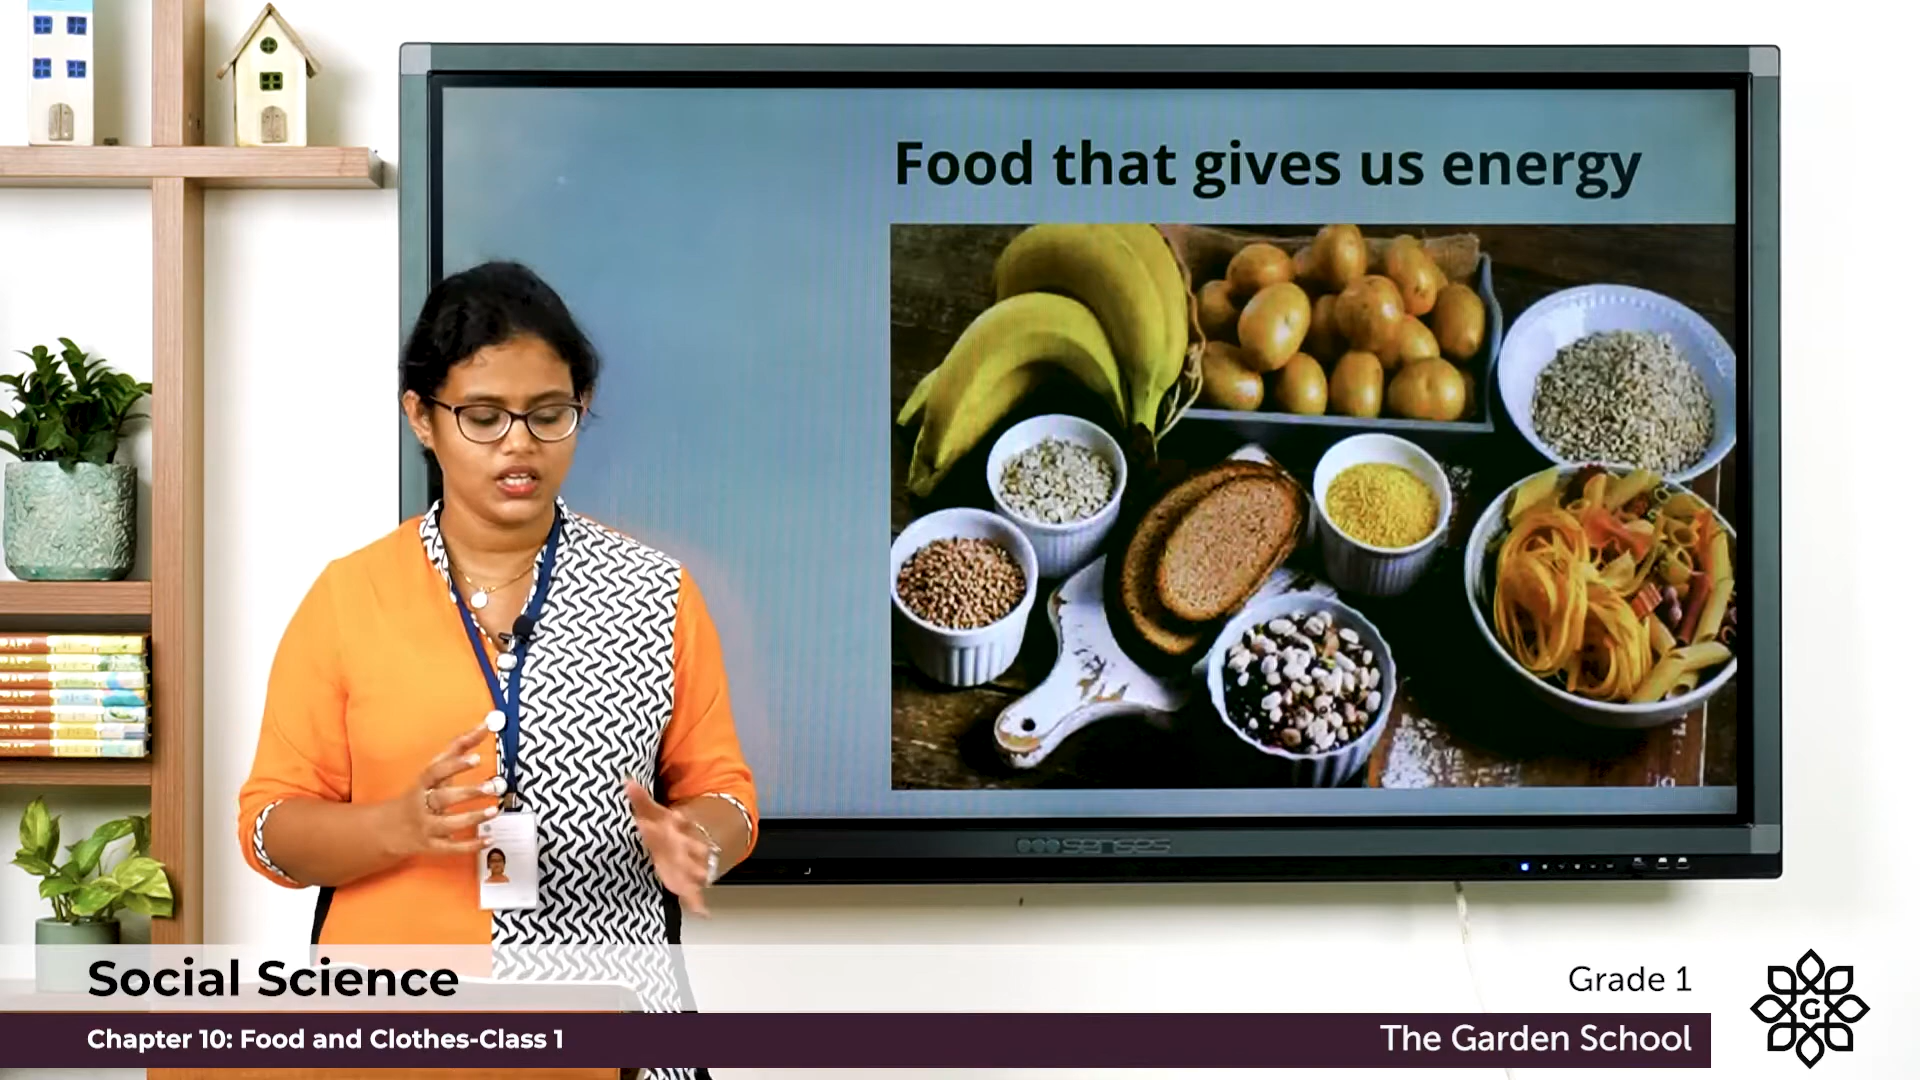 Food that gives us energy
senses
Social Science
Grade 1
Chapter 10: Food and Clothes-Class 1
The Garden School
G